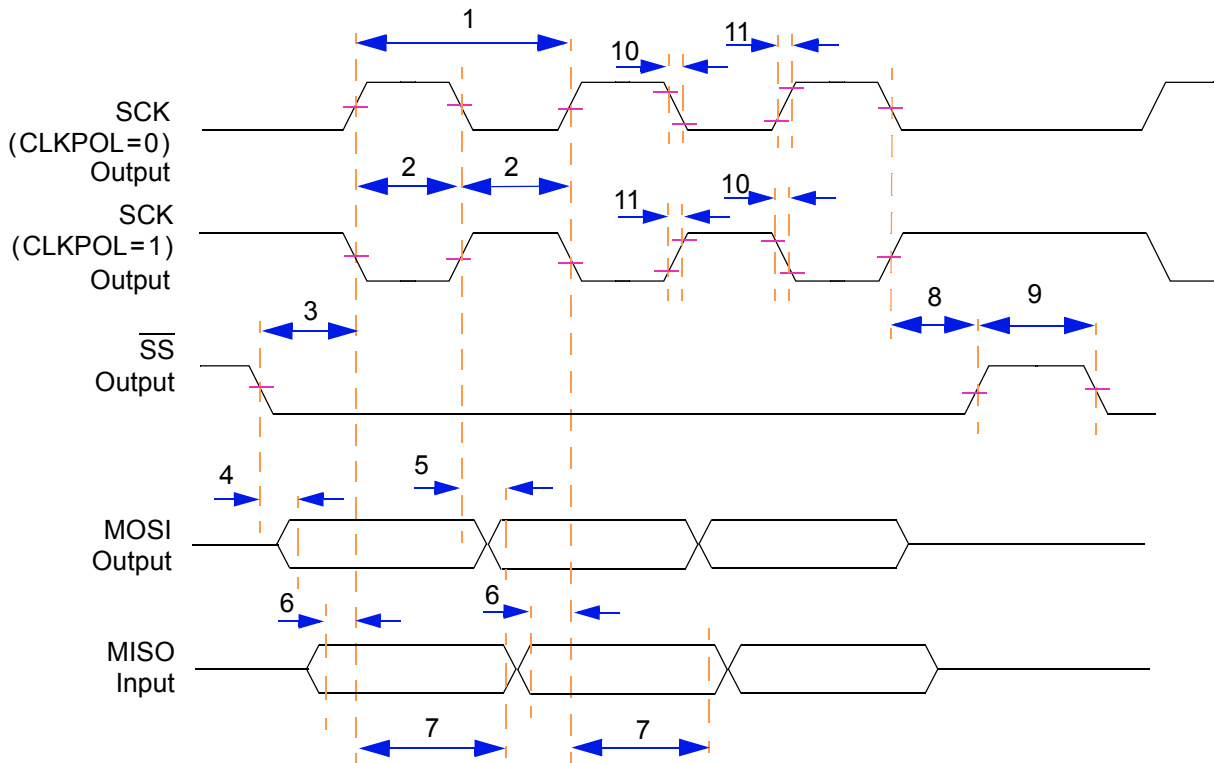 1
10
11
SCK
(CLKPOL=0)
Output
2
2
SCK
(CLKPOL=1)
Output
11
10
3
8
9
SS
Output
4
5
MOSI
Output
6
6
MISO
Input
7
7